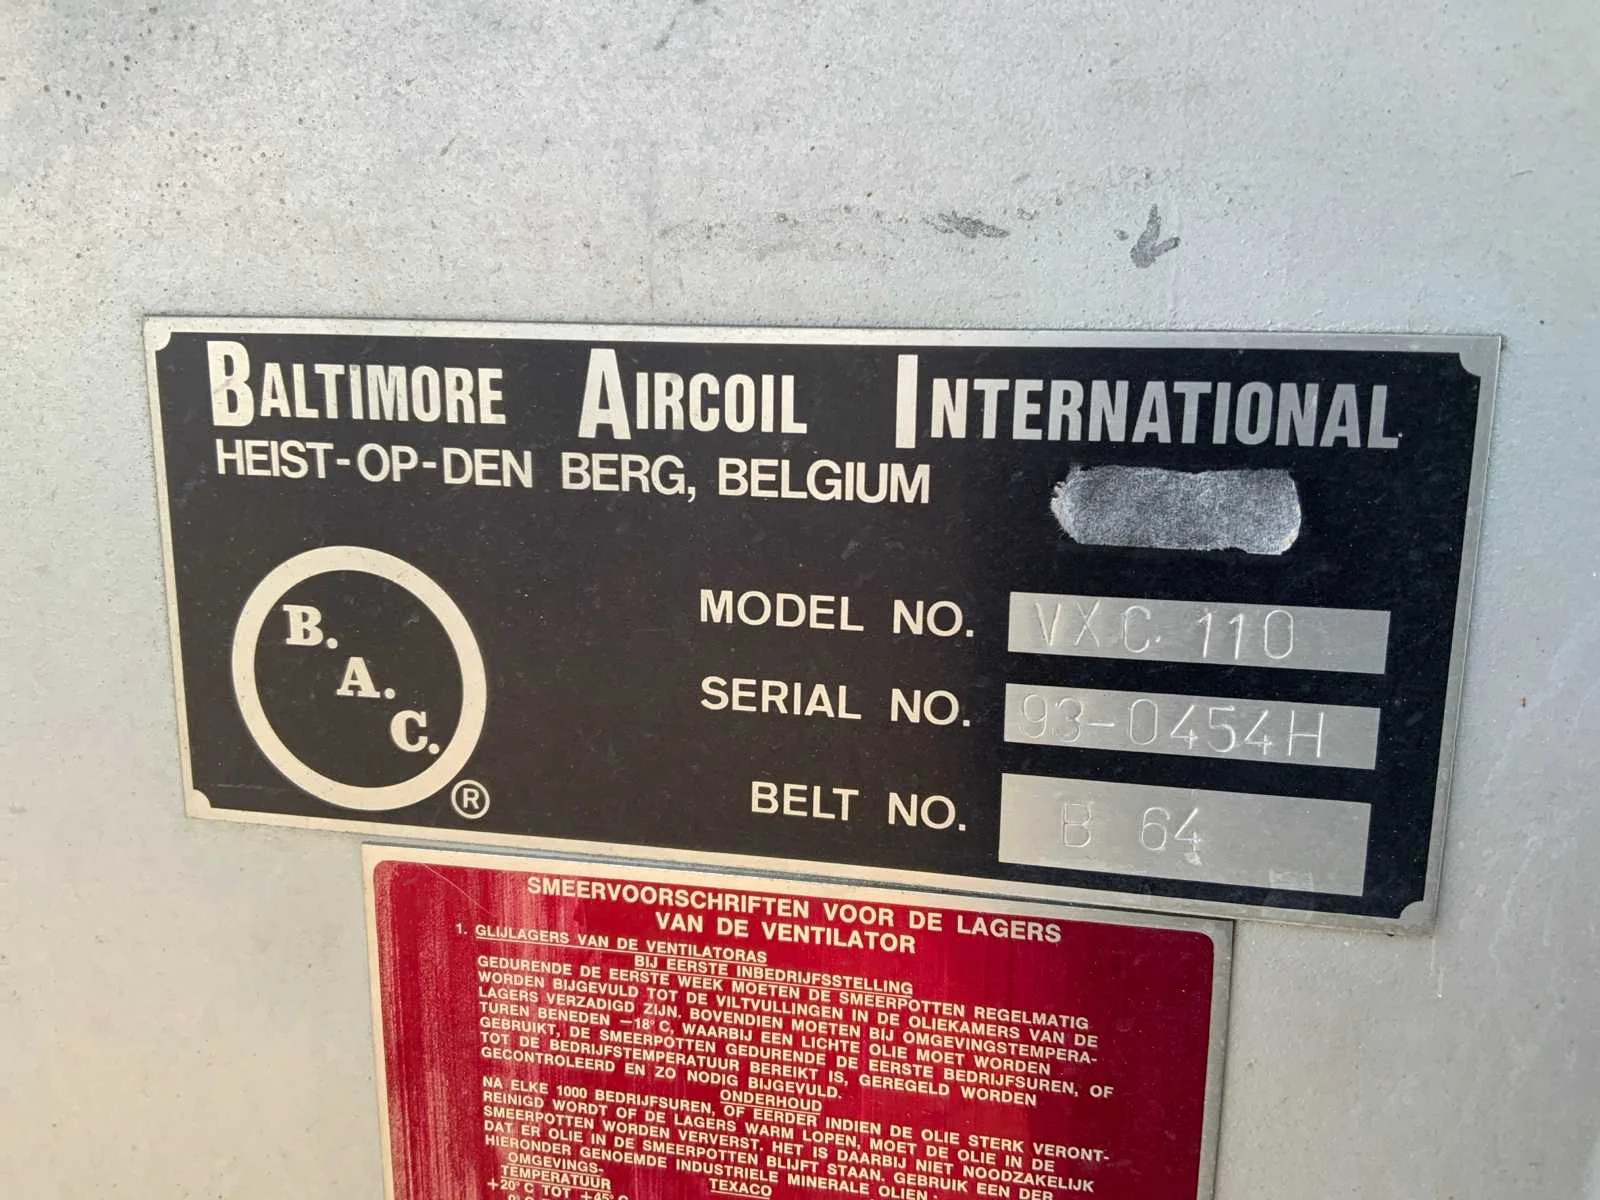 BALTIMORE AIRCOIL INTERNATIONAL
HEIST-OP-DEN BERG, BELGIUM
B.
A.
C.
®
MODEL NO. VXC 110
SERIAL NO. 93-0454H
BELT NO. B 64
SMEERVOORSCHRIFTEN VOOR DE LAGERS
VAN DE VENTILATOR
1. GLIJLAGERS VAN DE VENTILATORAS
BIJ EERSTE INBEDRIJFSSTELLING
GEDURENDE DE EERSTE WEEK MOETEN DE SMEERPOTTEN REGELMATIG
WORDEN BIJGEVULD TOT DE VILTVULLINGEN IN DE OLIEKAMERS VAN DE
LAGERS VERZADIGD ZIJN. BOVENDIEN MOETEN BIJ OMGEVINGSTEMPERA-
TUREN BENEDEN -18°C, WAARBIJ EEN LICHTE OLIE MOET WORDEN
GEBRUIKT, DE SMEERPOTTEN GEDURENDE DE EERSTE BEDRIJFSUREN, OF
TOT DE BEDRIJFSTEMPERATUUR BEREIKT IS, GEREGELD WORDEN
GECONTROLEERD EN ZO NODIG BIJGEVULD.
ONDERHOUD
NA ELKE 1000 BEDRIJFSUREN, OF EERDER INDIEN DE OLIE STERK VERONT-
REINIGD WORDT OF DE LAGERS WARM LOPEN, MOET DE OLIE IN DE
SMEERPOTTEN WORDEN VERVERST. HET IS DAARBIJ NIET NOODZAKELIJK
DAT ER OLIE IN DE SMEERPOTTEN BLIJFT STAAN. GEBRUIK EEN DER
HIERONDER GENOEMDE INDUSTRIELE MINERALE OLIEN:
OMGEVINGS-
TEMPERATUUR TEXACO
+20°C TOT +45°C